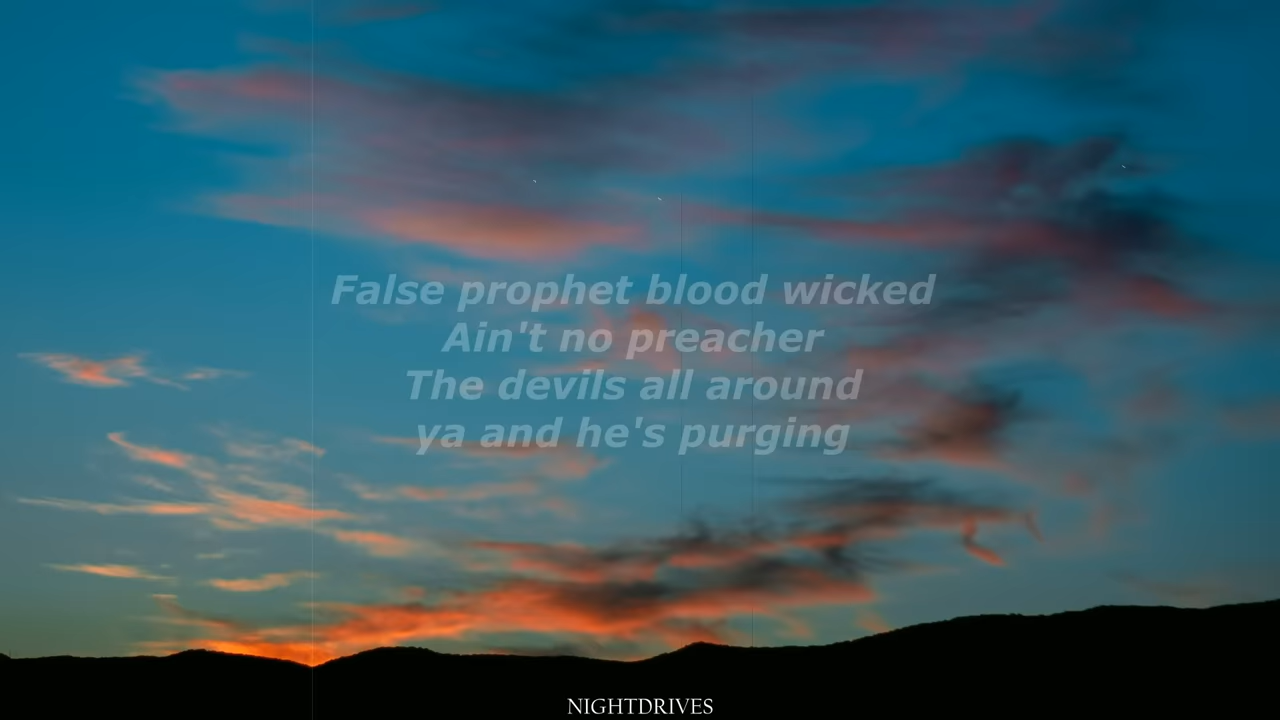 False prophet blood wicked
Ain't no preacher
The devils all around
ya and he's purging
NIGHTDRIVES